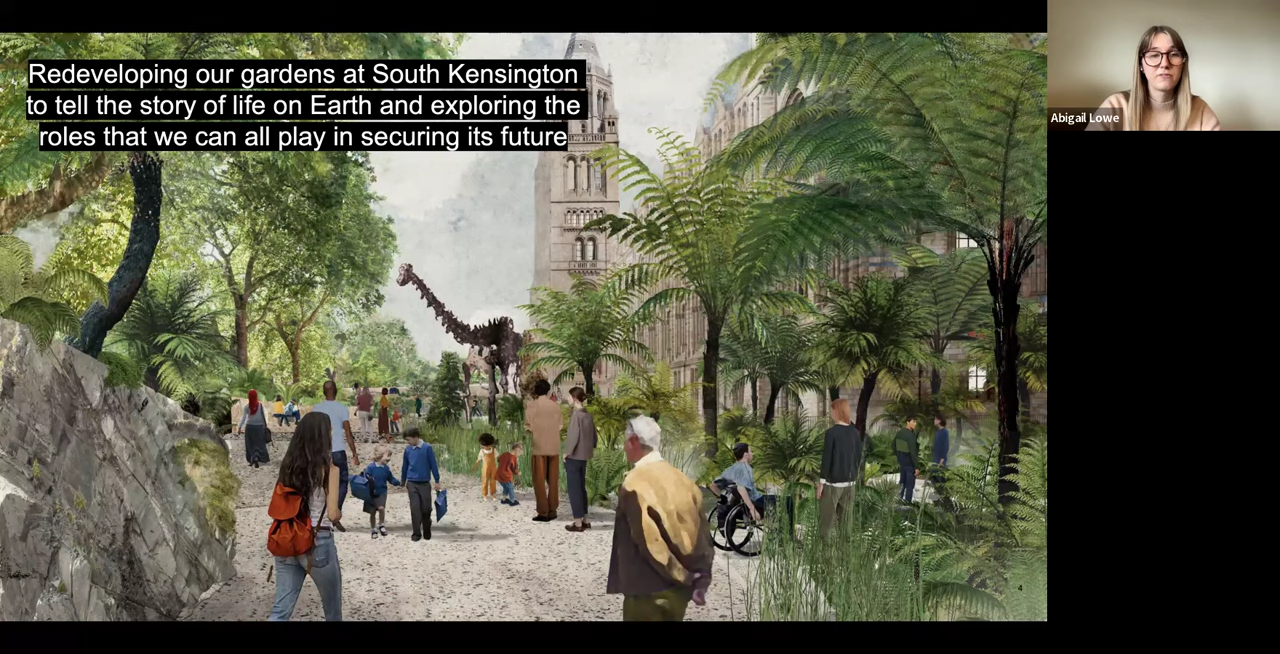 Redeveloping our gardens at South Kensington
to tell the story of life on Earth and exploring the
roles that we can all play in securing its future
Abigail Lowe
4